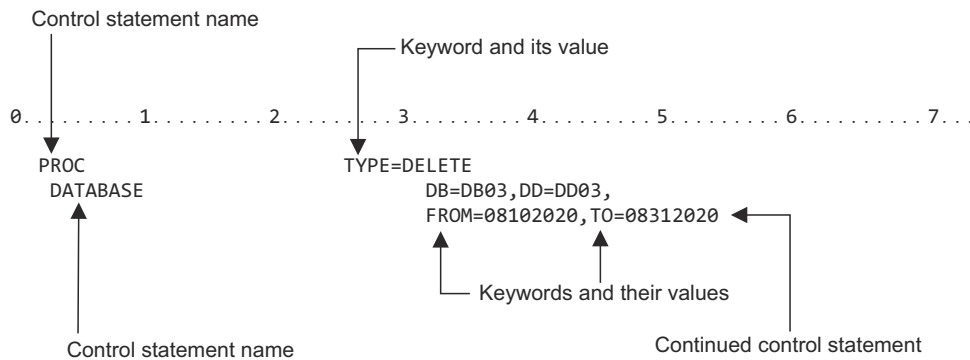 Control statement name
Keyword and its value
0.........1.........2.........3.........4.........5.........6.........7...
PROC TYPE=DELETE
DATABASE DB=DB03,DD=DD03,
FROM=08102020,TO=08312020
Keywords and their values
Continued control statement
Control statement name